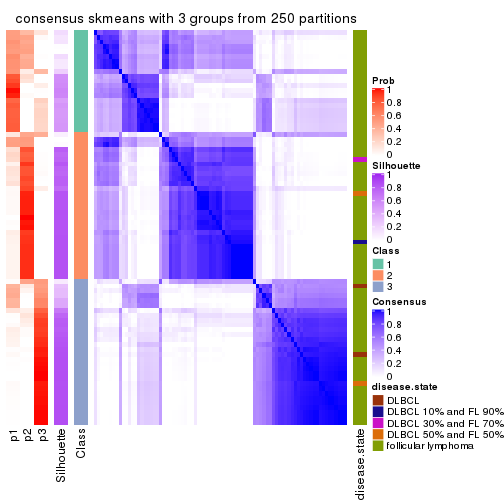 consensus skmeans with 3 groups from 250 partitions
Prob
1
0.8
0.6
0.4
0.2
0
Silhouette
1
0.8
0.6
0.4
0.2
0
Class
1
2
3
Consensus
1
0.8
0.6
0.4
0.2
0
disease.state
DLBCL
DLBCL 10% and FL 90%
DLBCL 30% and FL 70%
DLBCL 50% and FL 50%
follicular lymphoma
p1
p2
p3
Silhouette
Class
disease.state